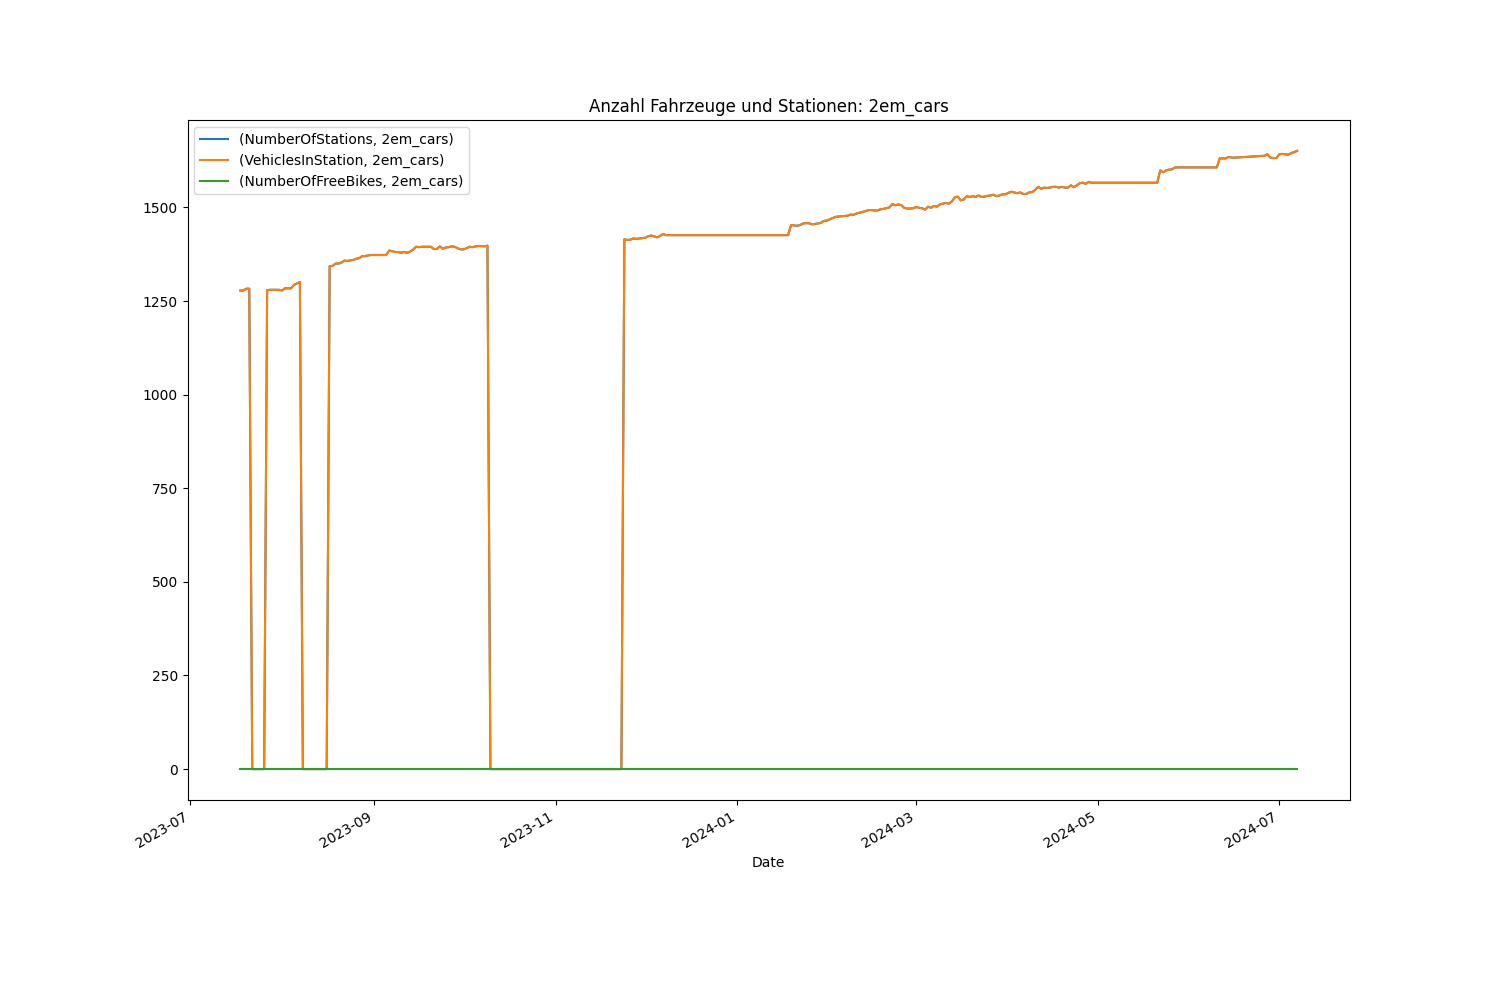 Anzahl Fahrzeuge und Stationen: 2em_cars
(NumberOfStations, 2em_cars)
(VehiclesInStation, 2em_cars)
(NumberOfFreeBikes, 2em_cars)
1500
1250
1000
750
500
250
0
2023-07
2023-09
2023-11
2024-01
2024-03
2024-05
2024-07
Date